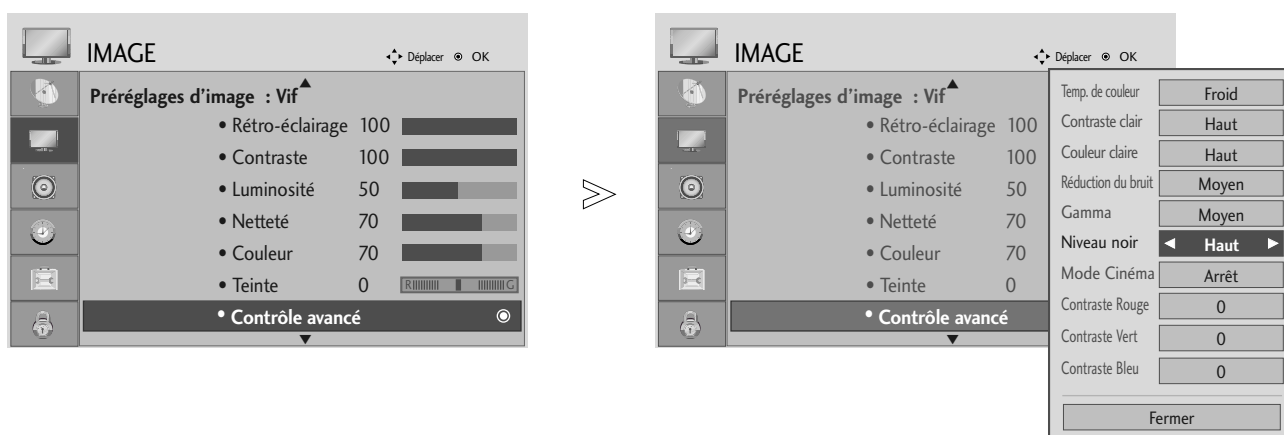 IMAGE
Déplacer OK
Préréglages d'image : Vif
• Rétro-éclairage 100
• Contraste 100
• Luminosité 50
• Netteté 70
• Couleur 70
• Teinte 0 R G
• Contrôle avancé
IMAGE
Déplacer OK
Préréglages d'image : Vif
• Rétro-éclairage 100
• Contraste 100
• Luminosité 50
• Netteté 70
• Couleur 70
• Teinte 0
• Contrôle avancé
Temp. de couleur Froid
Contraste clair Haut
Couleur claire Haut
Réduction du bruit Moyen
Gamma Moyen
Niveau noir ◀ Haut ▶
Mode Cinéma Arrêt
Contraste Rouge 0
Contraste Vert 0
Contraste Bleu 0
Fermer